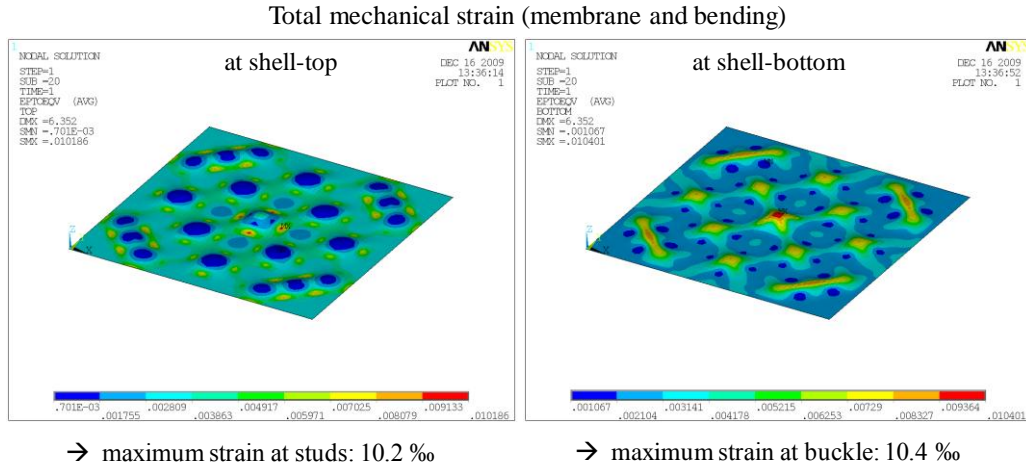 Total mechanical strain (membrane and bending)
1
NODAL SOLUTION
STEP=1
SUB =20
TIME=1
EPTOEQV (AVG)
TOP
DMX =6.352
SMN =.701E-03
SMX =.010186
at shell-top
ANSYS
DEC 16 2009
13:36:14
PLOT NO. 1
MX
Z
X
.701E-03 .002809 .004917 .007025 .009133
.001755 .003863 .005971 .008079 .010186
→ maximum strain at studs: 10.2 ‰
1
NODAL SOLUTION
STEP=1
SUB =20
TIME=1
EPTOEQV (AVG)
BOTTOM
DMX =6.352
SMN =.001067
SMX =.010401
at shell-bottom
ANSYS
DEC 16 2009
13:36:52
PLOT NO. 1
Z
X
.001067 .003141 .005215 .00729 .009364
.002104 .004178 .006253 .008327 .010401
→ maximum strain at buckle: 10.4 ‰